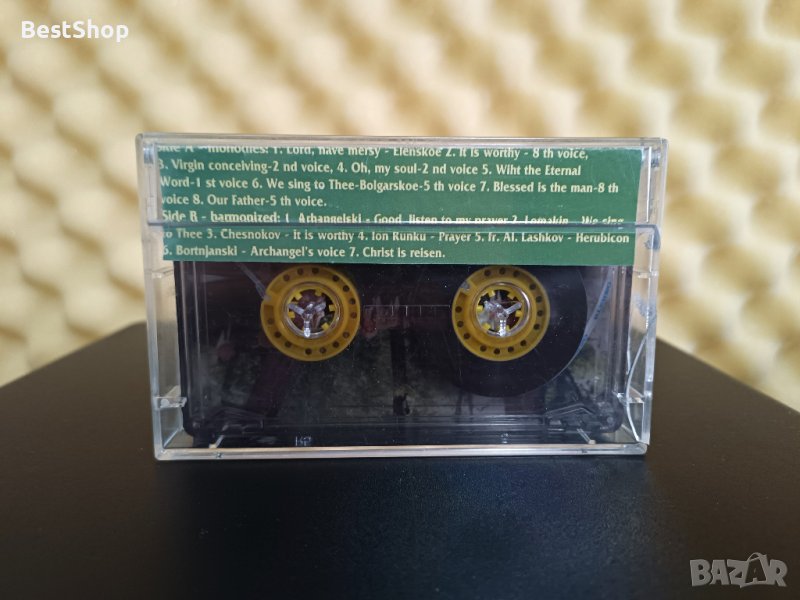 BestShop
Side A - monodies: 1. Lord, have mersy - Elenskoe 2. It is worthy - 8 th voice,
3. Virgin conceiving-2 nd voice, 4. Oh, my soul-2 nd voice 5. Wiht the Eternal
Word-1 st voice 6. We sing to Thee-Bolgarskoe-5 th voice 7. Blessed is the man-8 th
voice 8. Our Father-5 th voice.
Side B - harmonized: 1. Arhangelski - Good, listen to my prayer 2. Lomakin - We sing
to Thee 3. Chesnokov - It is worthy 4. Ion Runku - Prayer 5. Ir. Al. Lashkov - Herubicon
6. Bortnjanski - Archangel's voice 7. Christ is reisen.
BAZAR